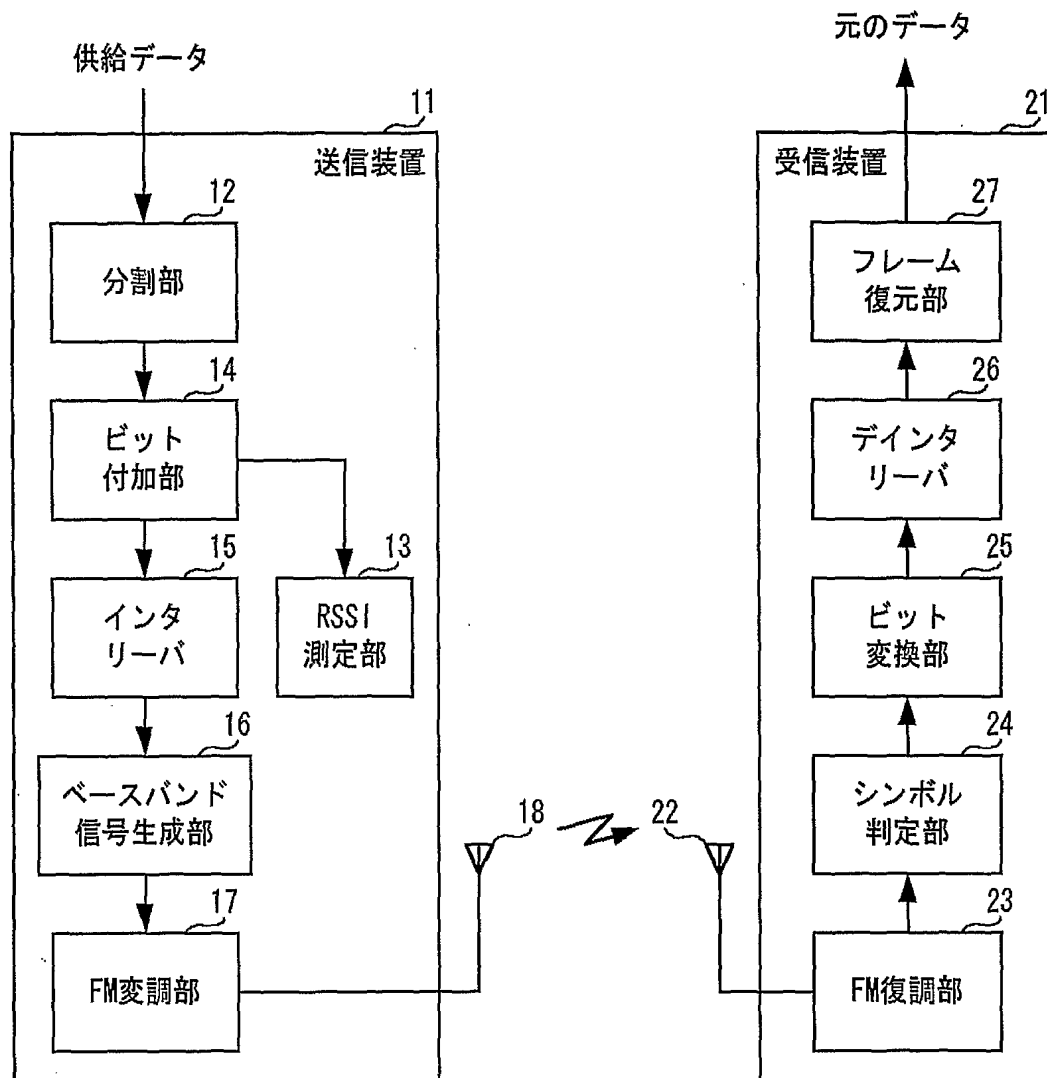 供給データ
元のデータ
11
送信装置
12
分割部
14
ビット
付加部
15
インタ
リーバ
13
RSSI
測定部
16
ベースバンド
信号生成部
17
FM変調部
18
22
21
受信装置
27
フレーム
復元部
26
デインタ
リーバ
25
ビット
変換部
24
シンボル
判定部
23
FM復調部